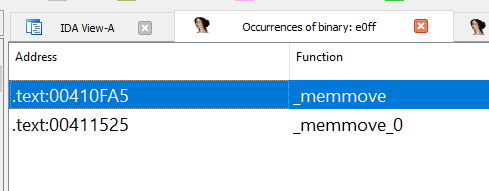 IDA View-A Occurrences of binary: e0ff
Address Function
.text:00410FA5 _memmove
.text:00411525 _memmove_0